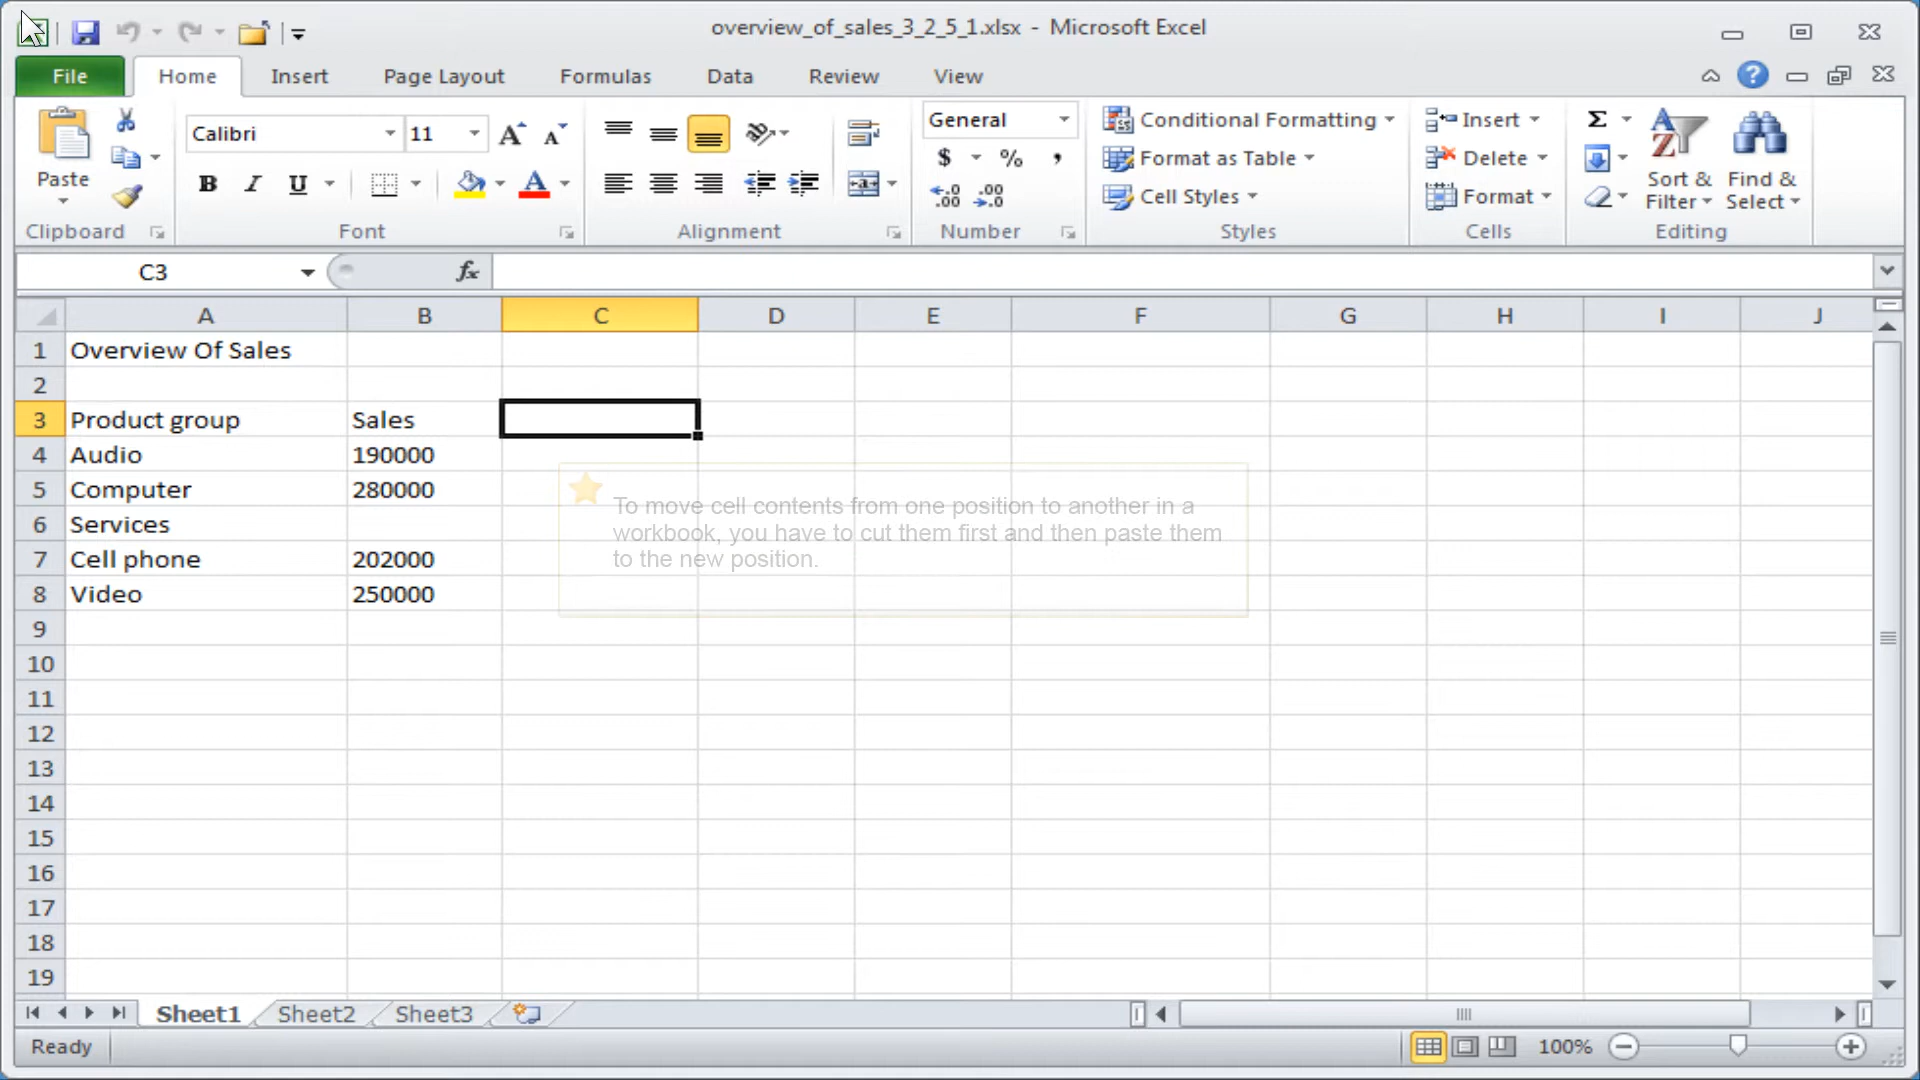 overview_of_sales_3_2_5_1.xlsx - Microsoft Excel
File Home Insert Page Layout Formulas Data Review View
Calibri 11 General Conditional Formatting Insert
$ % , Format as Table Delete
Paste B I U A Cell Styles Format Sort & Filter Find & Select
Clipboard Font Alignment Number Styles Cells Editing
C3 fx
A B C D E F G H I J
1 Overview Of Sales
2
3 Product group Sales
4 Audio 190000
5 Computer 280000
6 Services
7 Cell phone 202000
8 Video 250000
To move cell contents from one position to another in a
workbook, you have to cut them first and then paste them
to the new position.
9
10
11
12
13
14
15
16
17
18
19
Sheet1 Sheet2 Sheet3
Ready 100%